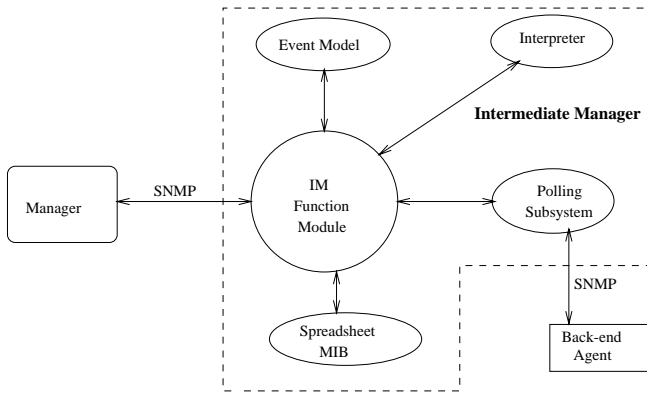 Event Model
Interpreter
Intermediate Manager
IM
Function
Module
SNMP
Manager
Polling
Subsystem
SNMP
Spreadsheet
MIB
Back-end
Agent